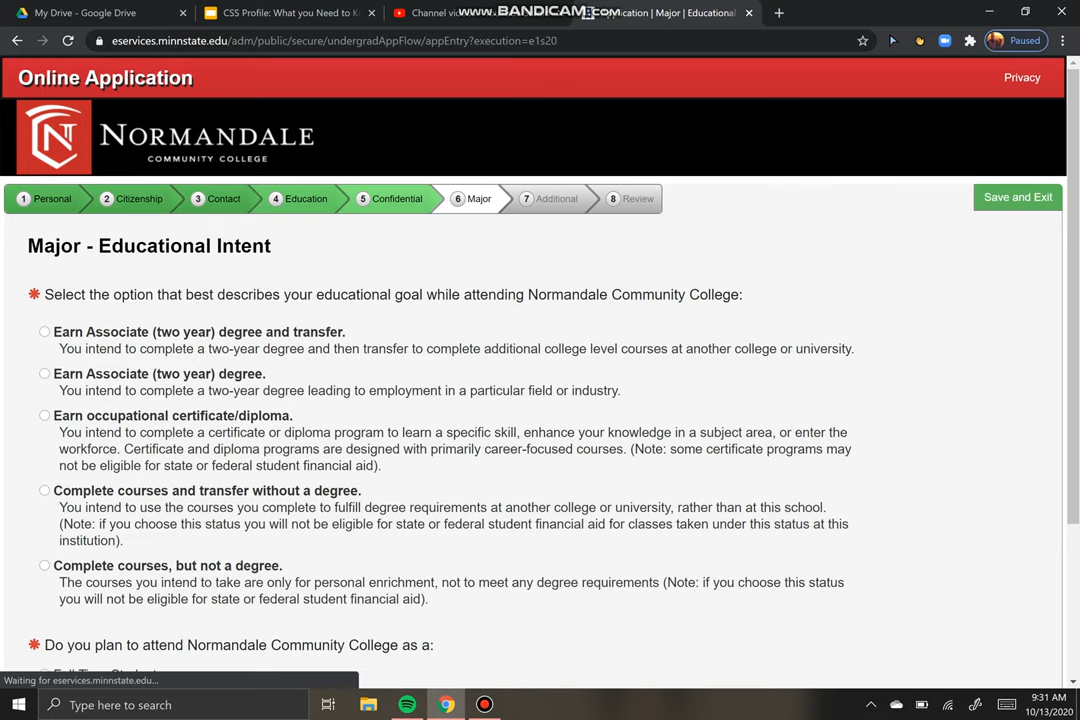 My Drive - Google Drive
CSS Profile: What you Need to K
Channel vi
www.BANDICAM.com
pplication | Major | Educational
eservices.minnstate.edu/adm/public/secure/undergradAppFlow/appEntry?execution=e1s20
Paused
Online Application
Privacy
N
NORMANDALE
COMMUNITY COLLEGE
1 Personal
2 Citizenship
3 Contact
4 Education
5 Confidential
6 Major
7 Additional
8 Review
Save and Exit
Major - Educational Intent
* Select the option that best describes your educational goal while attending Normandale Community College:
Earn Associate (two year) degree and transfer.
You intend to complete a two-year degree and then transfer to complete additional college level courses at another college or university.
Earn Associate (two year) degree.
You intend to complete a two-year degree leading to employment in a particular field or industry.
Earn occupational certificate/diploma.
You intend to complete a certificate or diploma program to learn a specific skill, enhance your knowledge in a subject area, or enter the
workforce. Certificate and diploma programs are designed with primarily career-focused courses. (Note: some certificate programs may
not be eligible for state or federal student financial aid).
Complete courses and transfer without a degree.
You intend to use the courses you complete to fulfill degree requirements at another college or university, rather than at this school.
(Note: if you choose this status you will not be eligible for state or federal student financial aid for classes taken under this status at this
institution).
Complete courses, but not a degree.
The courses you intend to take are only for personal enrichment, not to meet any degree requirements (Note: if you choose this status
you will not be eligible for state or federal student financial aid).
* Do you plan to attend Normandale Community College as a:
Full Time Student
Waiting for eservices.minnstate.edu...
Type here to search
9:31 AM
10/13/2020